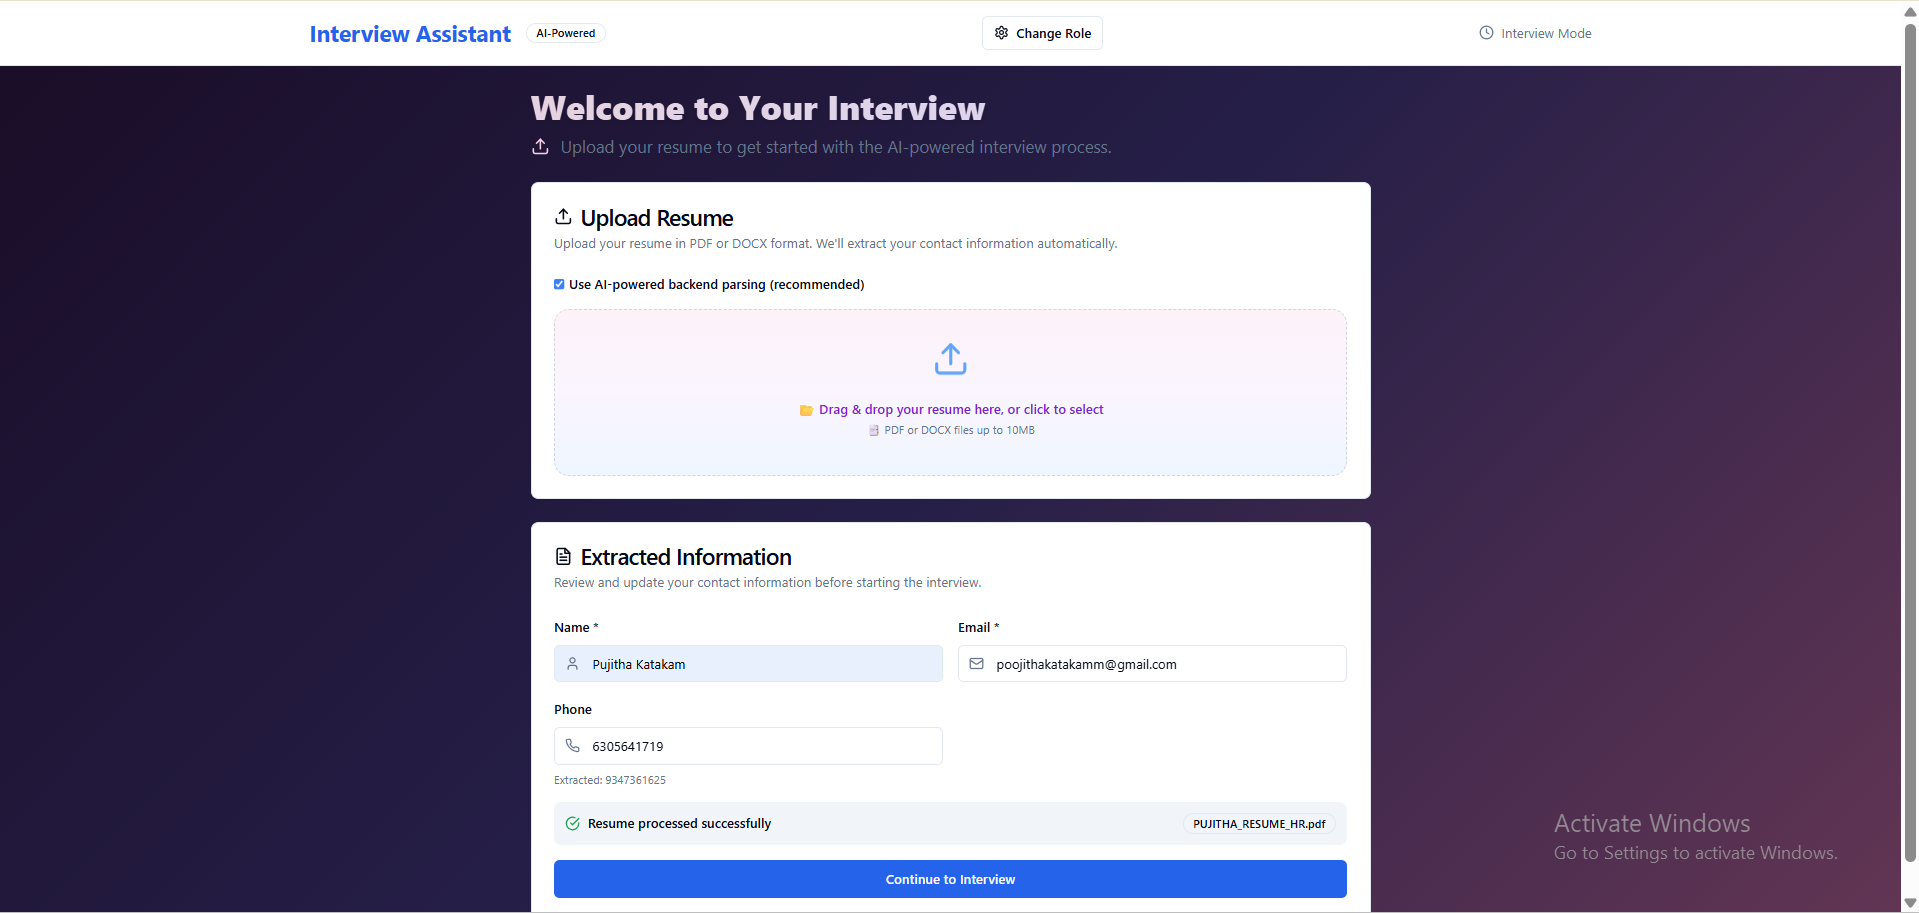 Interview Assistant
AI-Powered
Change Role
Interview Mode
Welcome to Your Interview
Upload your resume to get started with the AI-powered interview process.
Upload Resume
Upload your resume in PDF or DOCX format. We'll extract your contact information automatically.
Use AI-powered backend parsing (recommended)
Drag & drop your resume here, or click to select
PDF or DOCX files up to 10MB
Extracted Information
Review and update your contact information before starting the interview.
Name *
Email *
Pujitha Katakam
poojithakatakamm@gmail.com
Phone
6305641719
Extracted: 9347361625
Resume processed successfully
PUJITHA_RESUME_HR.pdf
Continue to Interview
Activate Windows
Go to Settings to activate Windows.